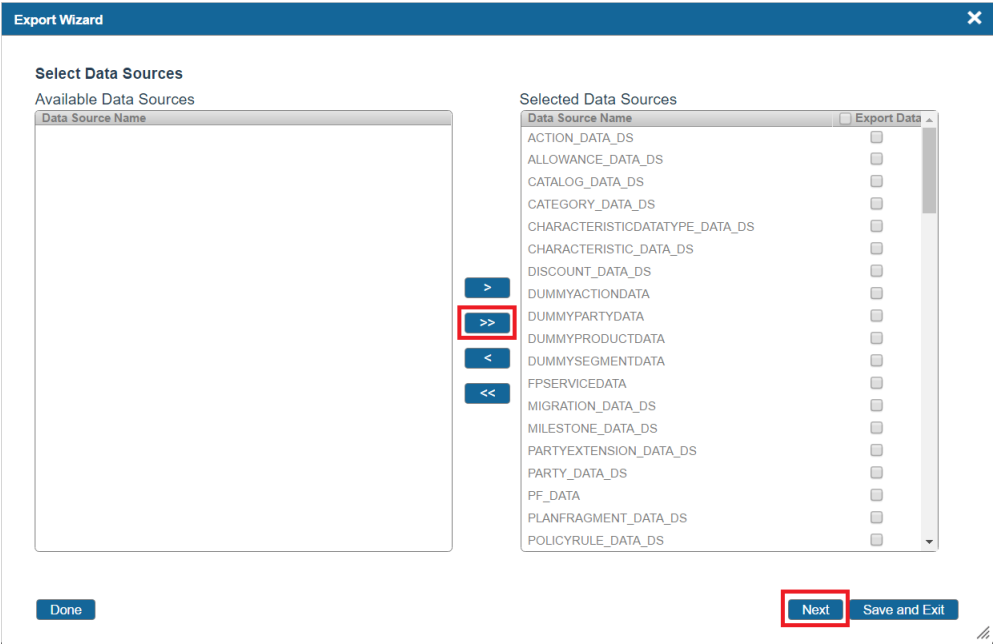 Export Wizard ×
Select Data Sources
Available Data Sources
Data Source Name
Selected Data Sources
Data Source Name Export Data
ACTION_DATA_DS
ALLOWANCE_DATA_DS
CATALOG_DATA_DS
CATEGORY_DATA_DS
CHARACTERISTICDATATYPE_DATA_DS
CHARACTERISTIC_DATA_DS
DISCOUNT_DATA_DS
DUMMYACTIONDATA
DUMMYPARTYDATA
DUMMYPRODUCTDATA
DUMMYSEGMENTDATA
FPSERVICEDATA
MIGRATION_DATA_DS
MILESTONE_DATA_DS
PARTYEXTENSION_DATA_DS
PARTY_DATA_DS
PF_DATA
PLANFRAGMENT_DATA_DS
POLICYRULE_DATA_DS
>
>>
<
<<
Done
Next
Save and Exit